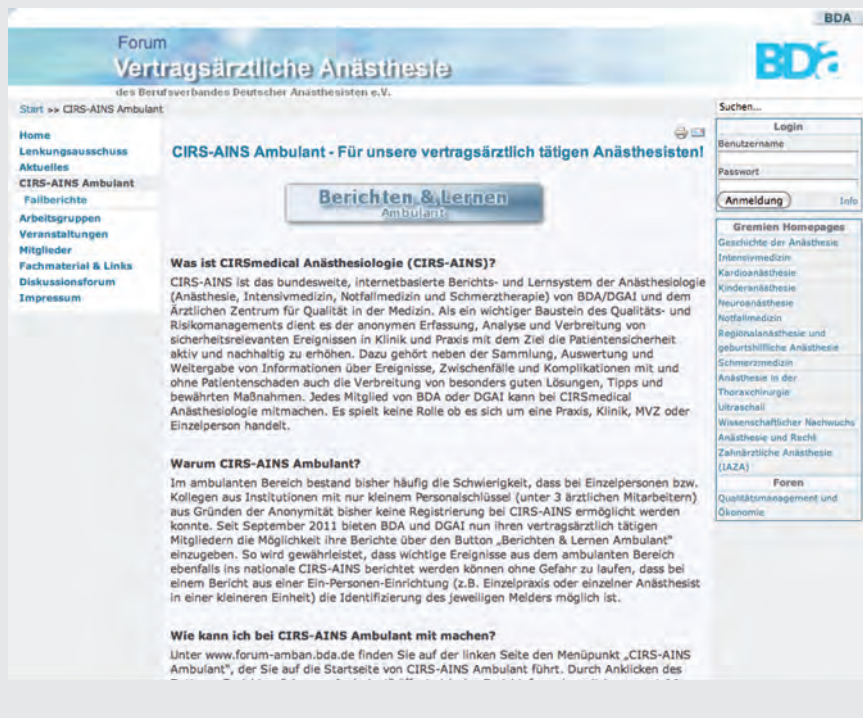 BDA
Forum
Vertragsärztliche Anästhesie
des Berufsverbandes Deutscher Anästhesisten e.V.
BDA
Start >> CIRS-AINS Ambulant
Home
Lenkungsausschuss
Aktuelles
CIRS-AINS Ambulant
Fallberichte
Arbeitsgruppen
Veranstaltungen
Mitglieder
Fachmaterial & Links
Diskussionsforum
Impressum
CIRS-AINS Ambulant - Für unsere vertragsärztlich tätigen Anästhesisten!
Berichten & Lernen
Ambulant
Was ist CIRSmedical Anästhesiologie (CIRS-AINS)?
CIRS-AINS ist das bundesweite, internetbasierte Berichts- und Lernsystem der Anästhesiologie
(Anästhesie, Intensivmedizin, Notfallmedizin und Schmerztherapie) von BDA/DGAI und dem
Ärztlichen Zentrum für Qualität in der Medizin. Als ein wichtiger Baustein des Qualitäts- und
Risikomanagements dient es der anonymen Erfassung, Analyse und Verbreitung von
sicherheitsrelevanten Ereignissen in Klinik und Praxis mit dem Ziel die Patientensicherheit
aktiv und nachhaltig zu erhöhen. Dazu gehört neben der Sammlung, Auswertung und
Weitergabe von Informationen über Ereignisse, Zwischenfälle und Komplikationen mit und
ohne Patientenschaden auch die Verbreitung von besonders guten Lösungen, Tipps und
bewährten Maßnahmen. Jedes Mitglied von BDA oder DGAI kann bei CIRSmedical
Anästhesiologie mitmachen. Es spielt keine Rolle ob es sich um eine Praxis, Klinik, MVZ oder
Einzelperson handelt.
Warum CIRS-AINS Ambulant?
Im ambulanten Bereich bestand bisher häufig die Schwierigkeit, dass bei Einzelpersonen bzw.
Kollegen aus Institutionen mit nur kleinem Personalschlüssel (unter 3 ärztlichen Mitarbeitern)
aus Gründen der Anonymität bisher keine Registrierung bei CIRS-AINS ermöglicht werden
konnte. Seit September 2011 bieten BDA und DGAI nun ihren vertragsärztlich tätigen
Mitgliedern die Möglichkeit ihre Berichte über den Button „Berichten & Lernen Ambulant"
einzugeben. So wird gewährleistet, dass wichtige Ereignisse aus dem ambulanten Bereich
ebenfalls ins nationale CIRS-AINS berichtet werden können ohne Gefahr zu laufen, dass bei
einem Bericht aus einer Ein-Personen-Einrichtung (z.B. Einzelpraxis oder einzelner Anästhesist
in einer kleineren Einheit) die Identifizierung des jeweiligen Melders möglich ist.
Wie kann ich bei CIRS-AINS Ambulant mit machen?
Unter www.forum-amban.bda.de finden Sie auf der linken Seite den Menüpunkt „CIRS-AINS
Ambulant", der Sie auf die Startseite von CIRS-AINS Ambulant führt. Durch Anklicken des
Suchen...
Login
Benutzername
Passwort
Anmeldung
Info
Gremien Homepages
Geschichte der Anästhesie
Intensivmedizin
Kardioanästhesie
Kinderanästhesie
Neuroanästhesie
Notfallmedizin
Regionalanästhesie und
geburtshilfliche Anästhesie
Schmerzmedizin
Anästhesie in der
Thoraxchirurgie
Ultraschall
Wissenschaftlicher Nachwuchs
Anästhesie und Recht
Zahnärztliche Anästhesie
(IAZA)
Foren
Qualitätsmanagement und
Ökonomie